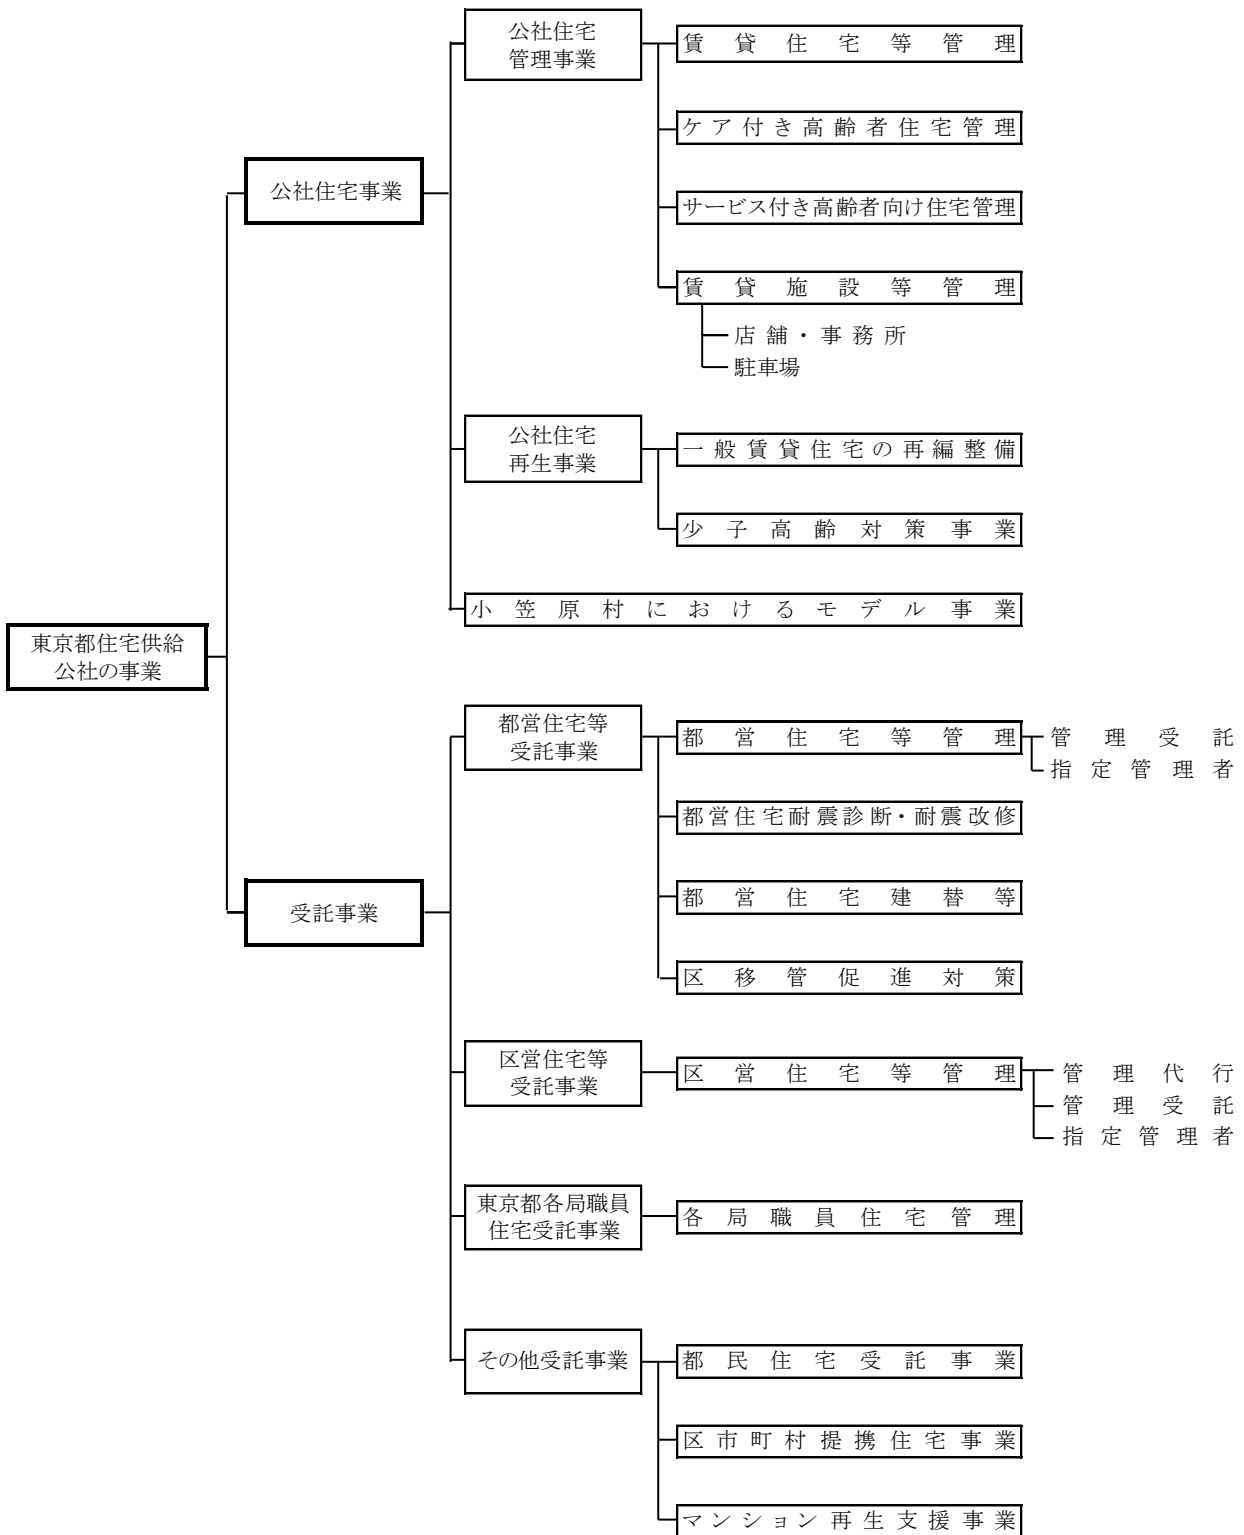 東京都住宅供給
公社の事業
公社住宅事業
公社住宅
管理事業
賃貸住宅等管理
ケア付き高齢者住宅管理
サービス付き高齢者向け住宅管理
賃貸施設等管理
店舗・事務所
駐車場
公社住宅
再生事業
一般賃貸住宅の再編整備
少子高齢対策事業
小笠原村におけるモデル事業
受託事業
都営住宅等
受託事業
都営住宅等管理
管理受託
指定管理者
都営住宅耐震診断・耐震改修
都営住宅建替等
区移管促進対策
区営住宅等
受託事業
区営住宅等管理
管理代行
管理受託
指定管理者
東京都各局職員
住宅受託事業
各局職員住宅管理
その他受託事業
都民住宅受託事業
区市町村提携住宅事業
マンション再生支援事業